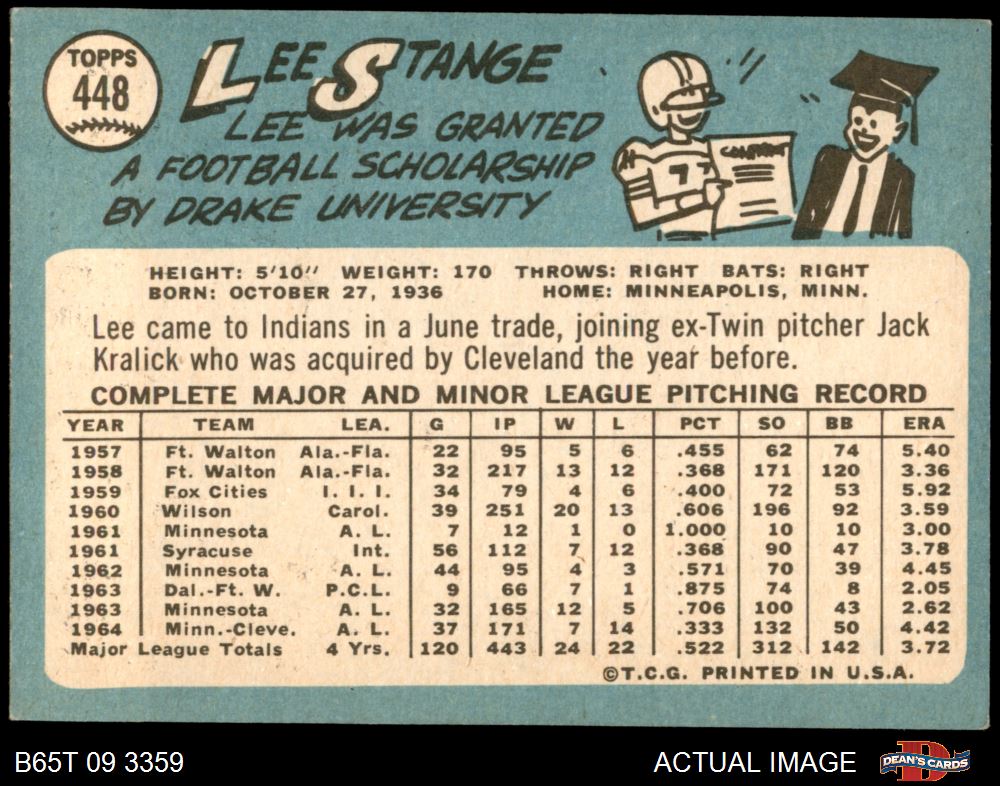 TOPPS
448
LEE STANGE
LEE WAS GRANTED
A FOOTBALL SCHOLARSHIP
BY DRAKE UNIVERSITY
77
CONTRACT
HEIGHT: 5'10" WEIGHT: 170 THROWS: RIGHT BATS: RIGHT
BORN: OCTOBER 27, 1936 HOME: MINNEAPOLIS, MINN.
Lee came to Indians in a June trade, joining ex-Twin pitcher Jack
Kralick who was acquired by Cleveland the year before.
COMPLETE MAJOR AND MINOR LEAGUE PITCHING RECORD
YEAR TEAM LEA. G IP W L PCT SO BB ERA
1957 Ft. Walton Ala.-Fla. 22 95 5 6 .455 62 74 5.40
1958 Ft. Walton Ala.-Fla. 32 217 13 12 .368 171 120 3.36
1959 Fox Cities I. I. I. 34 79 4 6 .400 72 53 5.92
1960 Wilson Carol. 39 251 20 13 .606 196 92 3.59
1961 Minnesota A. L. 7 12 1 0 1.000 10 10 3.00
1961 Syracuse Int. 56 112 7 12 .368 90 47 3.78
1962 Minnesota A. L. 44 95 4 3 .571 70 39 4.45
1963 Dal.-Ft. W. P.C.L. 9 66 7 1 .875 74 8 2.05
1963 Minnesota A. L. 32 165 12 5 .706 100 43 2.62
1964 Minn.-Cleve. A. L. 37 171 7 14 .333 132 50 4.42
Major League Totals 4 Yrs. 120 443 24 22 .522 312 142 3.72
©T.C.G. PRINTED IN U.S.A.
B65T 09 3359 ACTUAL IMAGE D DEAN'S CARDS